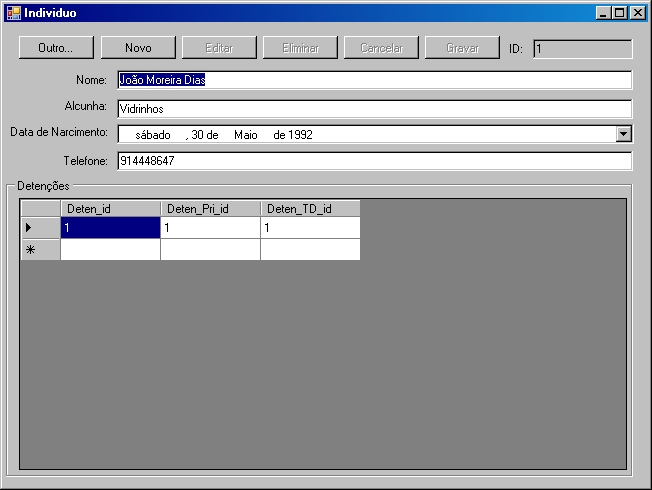 Individuo
Outro... Novo Editar Eliminar Cancelar Gravar ID: 1
Nome: João Moreira Dias
Alcunha: Vidrinhos
Data de Narcimento: sábado , 30 de Maio de 1992
Telefone: 914448647
Detenções
Deten_id Deten_Pri_id Deten_TD_id
1 1 1